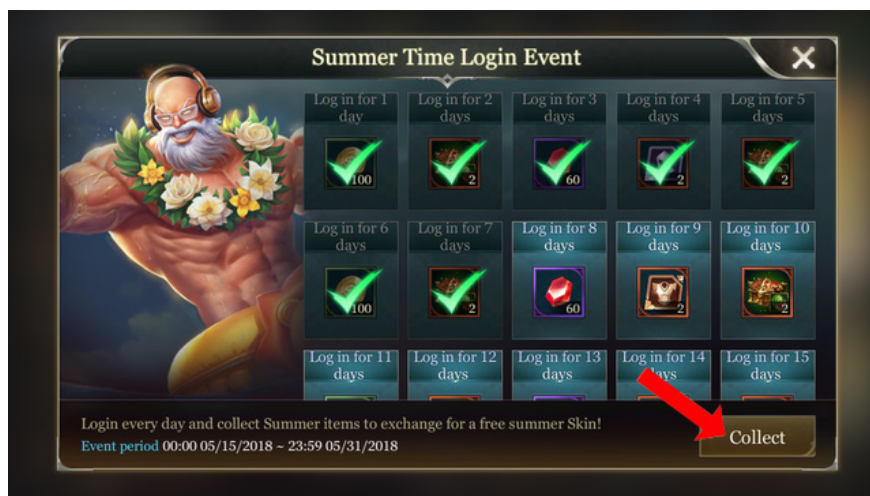 Summer Time Login Event
Log in for 1
day
100
Log in for 2
days
2
Log in for 3
days
60
Log in for 4
days
2
Log in for 5
days
2
Log in for 6
days
100
Log in for 7
days
2
Log in for 8
days
60
Log in for 9
days
2
Log in for 10
days
2
Log in for 11
days
Log in for 12
days
Log in for 13
days
Log in for 14
days
Log in for 15
days
Login every day and collect Summer items to exchange for a free summer Skin!
Event period 00:00 05/15/2018 ~ 23:59 05/31/2018
Collect